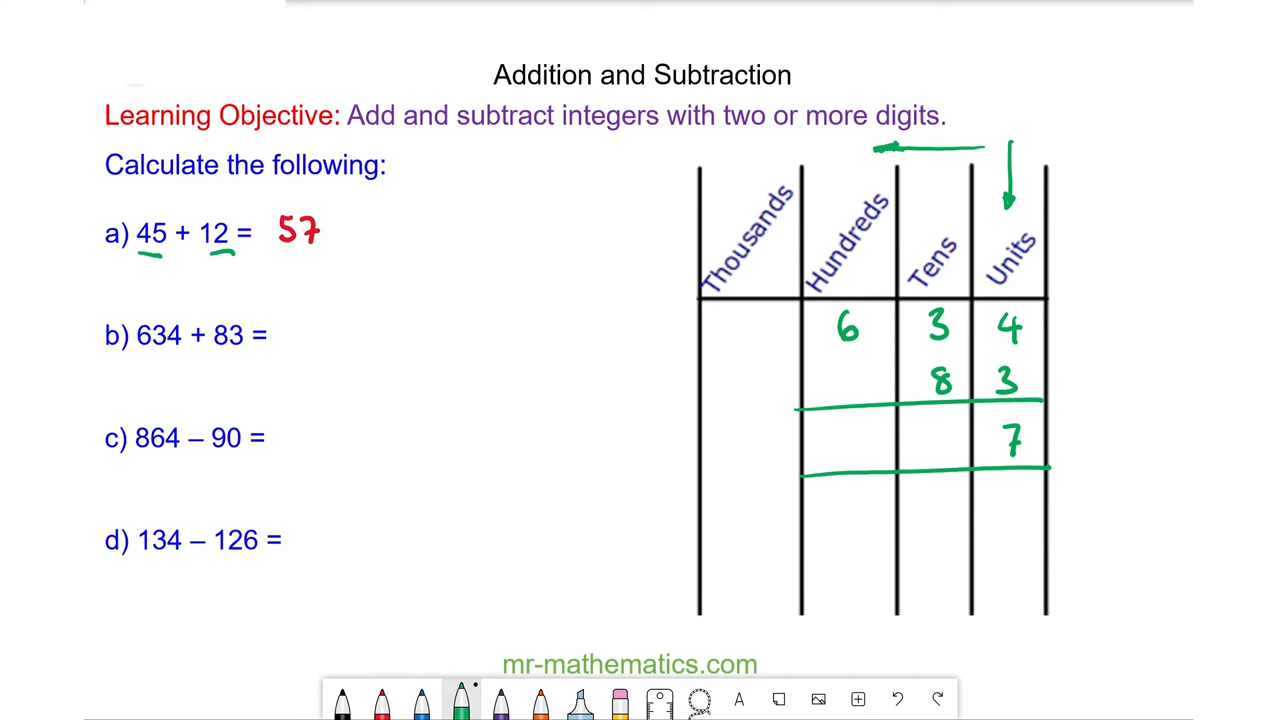 Addition and Subtraction
Learning Objective: Add and subtract integers with two or more digits.
Calculate the following:
a) 45 + 12 = 57
b) 634 + 83 =
c) 864 – 90 =
d) 134 – 126 =
Thousands Hundreds Tens Units
6 3 4
8 3
7
mr-mathematics.com
A